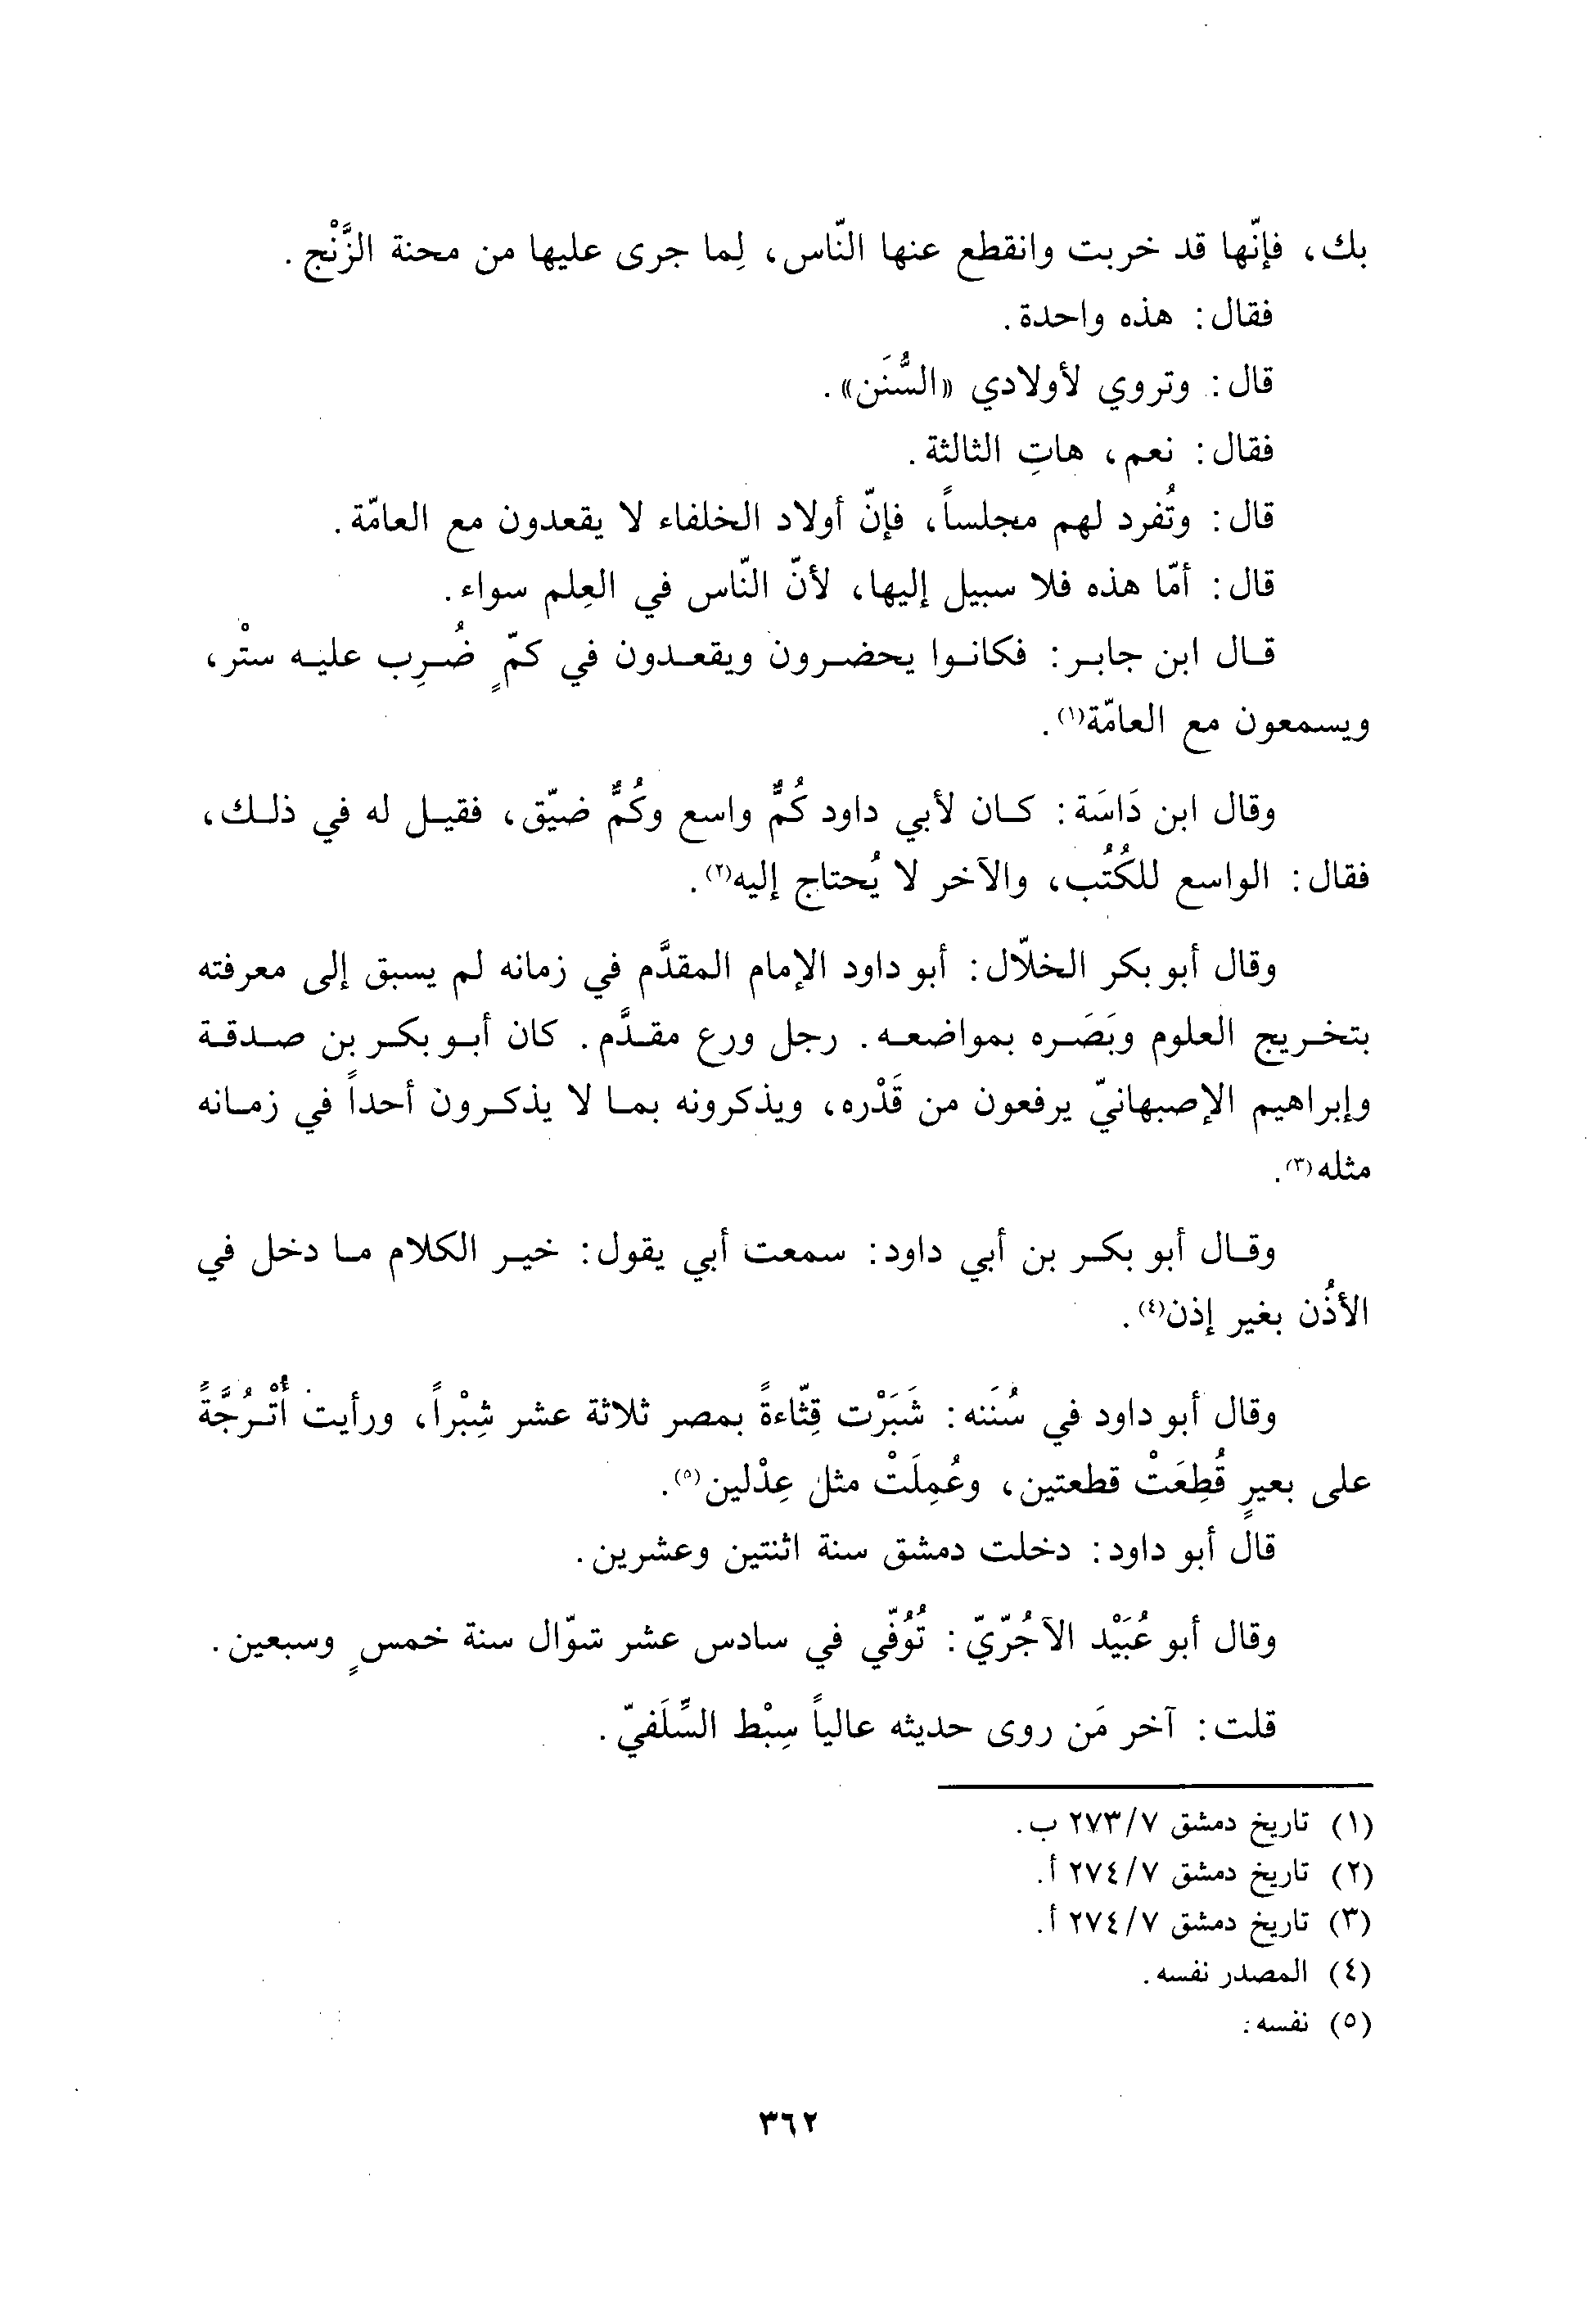 بك، فإنّها قد خربت وانقطع عنها النّاس، لِما جرى عليها من محنة الزَّنْج.
فقال: هذه واحدة.
قال: وتروي لأولادي «السُّنَن».
فقال: نعم، هاتِ الثالثة.
قال: وتُفرد لهم مجلساً، فإنّ أولاد الخلفاء لا يقعدون مع العامّة.
قال: أمّا هذه فلا سبيل إليها، لأنّ النّاس في العِلم سواء.
قال ابن جابر: فكانوا يحضرون ويقعدون في كمّ ٍ ضُرِب عليه ستْر،
ويسمعون مع العامّة(١).
وقال ابن دَاسَة: كان لأبي داود كُمٌّ واسع وكُمٌّ ضيّق، فقيل له في ذلك،
فقال: الواسع للكُتُب، والآخر لا يُحتاج إليه(٢).
وقال أبو بكر الخلّال: أبو داود الإمام المقدَّم في زمانه لم يسبق إلى معرفته
بتخريج العلوم وبَصَره بمواضعه. رجل ورع مقدَّم. كان أبو بكر بن صدقة
وإبراهيم الإصبهانيّ يرفعون من قَدْره، ويذكرونه بما لا يذكرون أحداً في زمانه
مثله(٣).
وقال أبو بكر بن أبي داود: سمعت أبي يقول: خير الكلام ما دخل في
الأذُن بغير إذن(٤).
وقال أبو داود في سُنَنه: شَبَرْت قِثّاءةً بمصر ثلاثة عشر شِبْراً، ورأيت أُتْرُجَّةً
على بعيرٍ قُطِعَتْ قطعتين، وعُمِلَتْ مثل عِدْلين(٥).
قال أبو داود: دخلت دمشق سنة اثنتين وعشرين.
وقال أبو عُبَيْد الآجُرّيّ: تُوُفّي في سادس عشر شوّال سنة خمسٍ وسبعين.
قلت: آخر مَن روى حديثه عالياً سِبْط السِّلَفيّ.
(١) تاريخ دمشق ٢٧٣/٧ ب.
(٢) تاريخ دمشق ٢٧٤/٧ أ.
(٣) تاريخ دمشق ٢٧٤/٧ أ.
(٤) المصدر نفسه.
(٥) نفسه:
٣٦٢